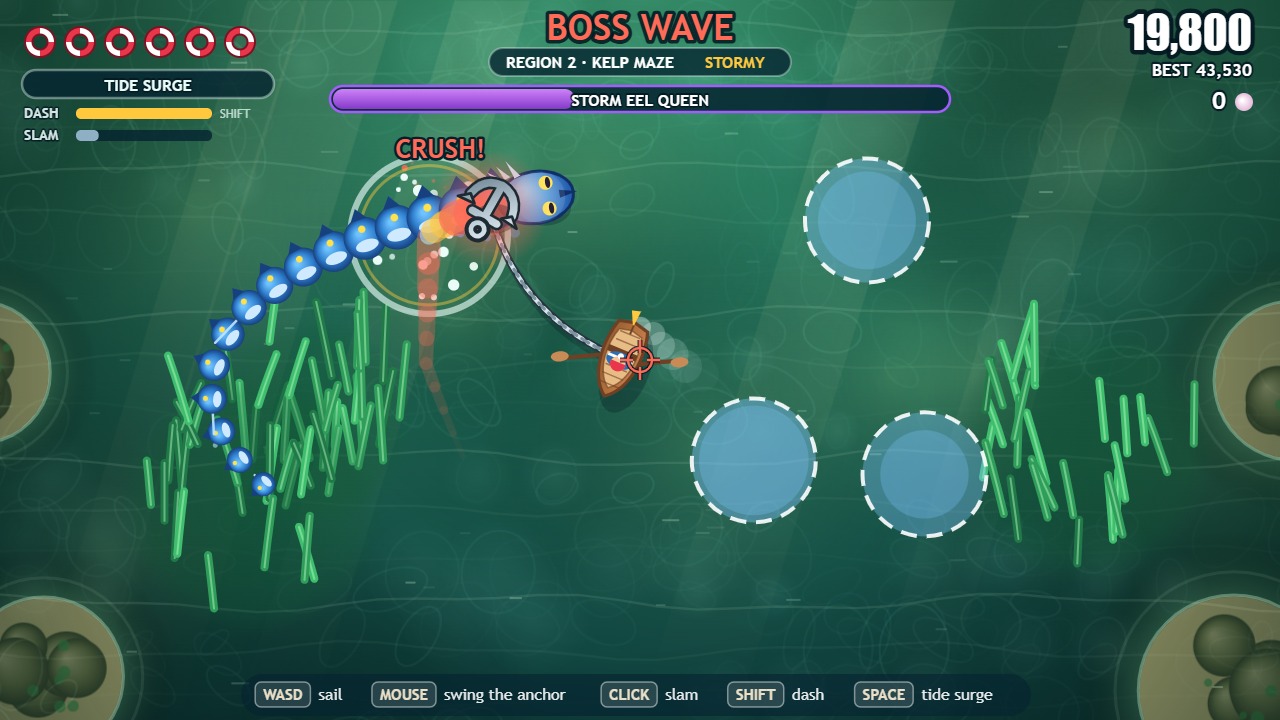 BOSS WAVE
REGION 2 · KELP MAZE STORMY
STORM EEL QUEEN
TIDE SURGE
DASH SHIFT
SLAM
19,800
BEST 43,530
0
CRUSH!
WASD sail MOUSE swing the anchor CLICK slam SHIFT dash SPACE tide surge